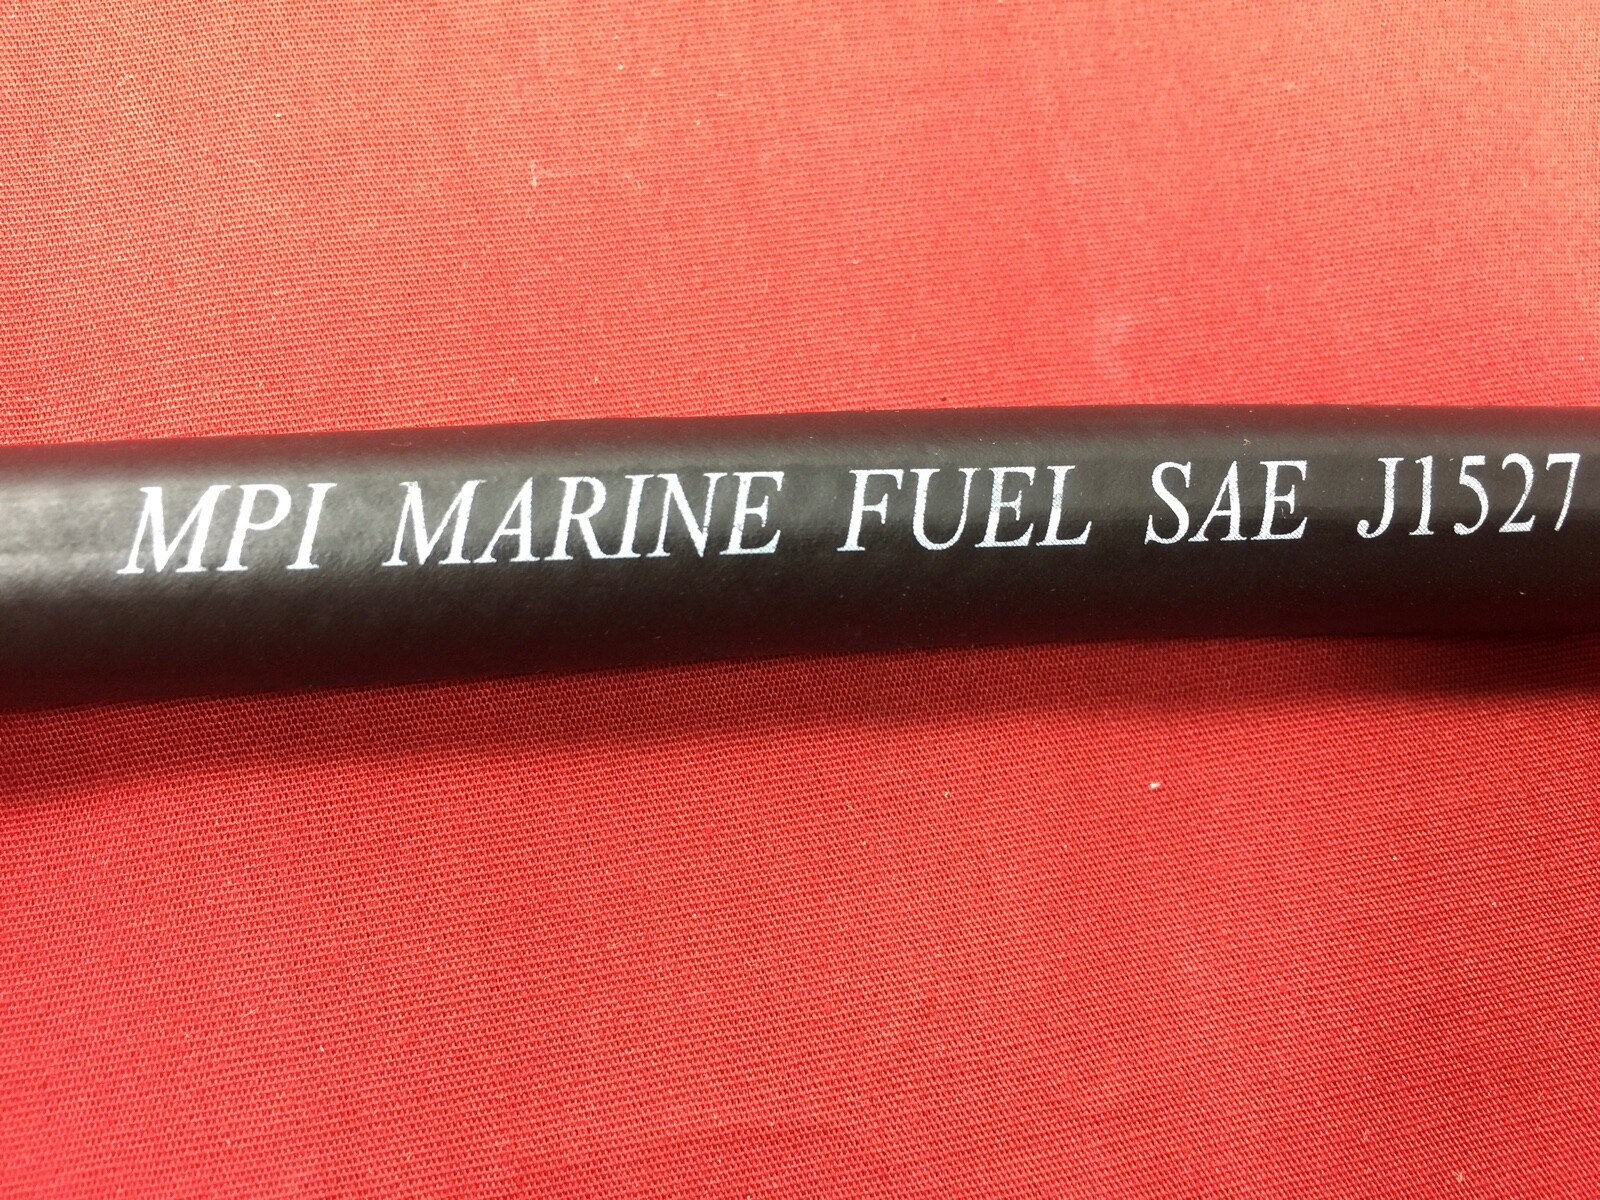 MPI MARINE FUEL SAE J1527